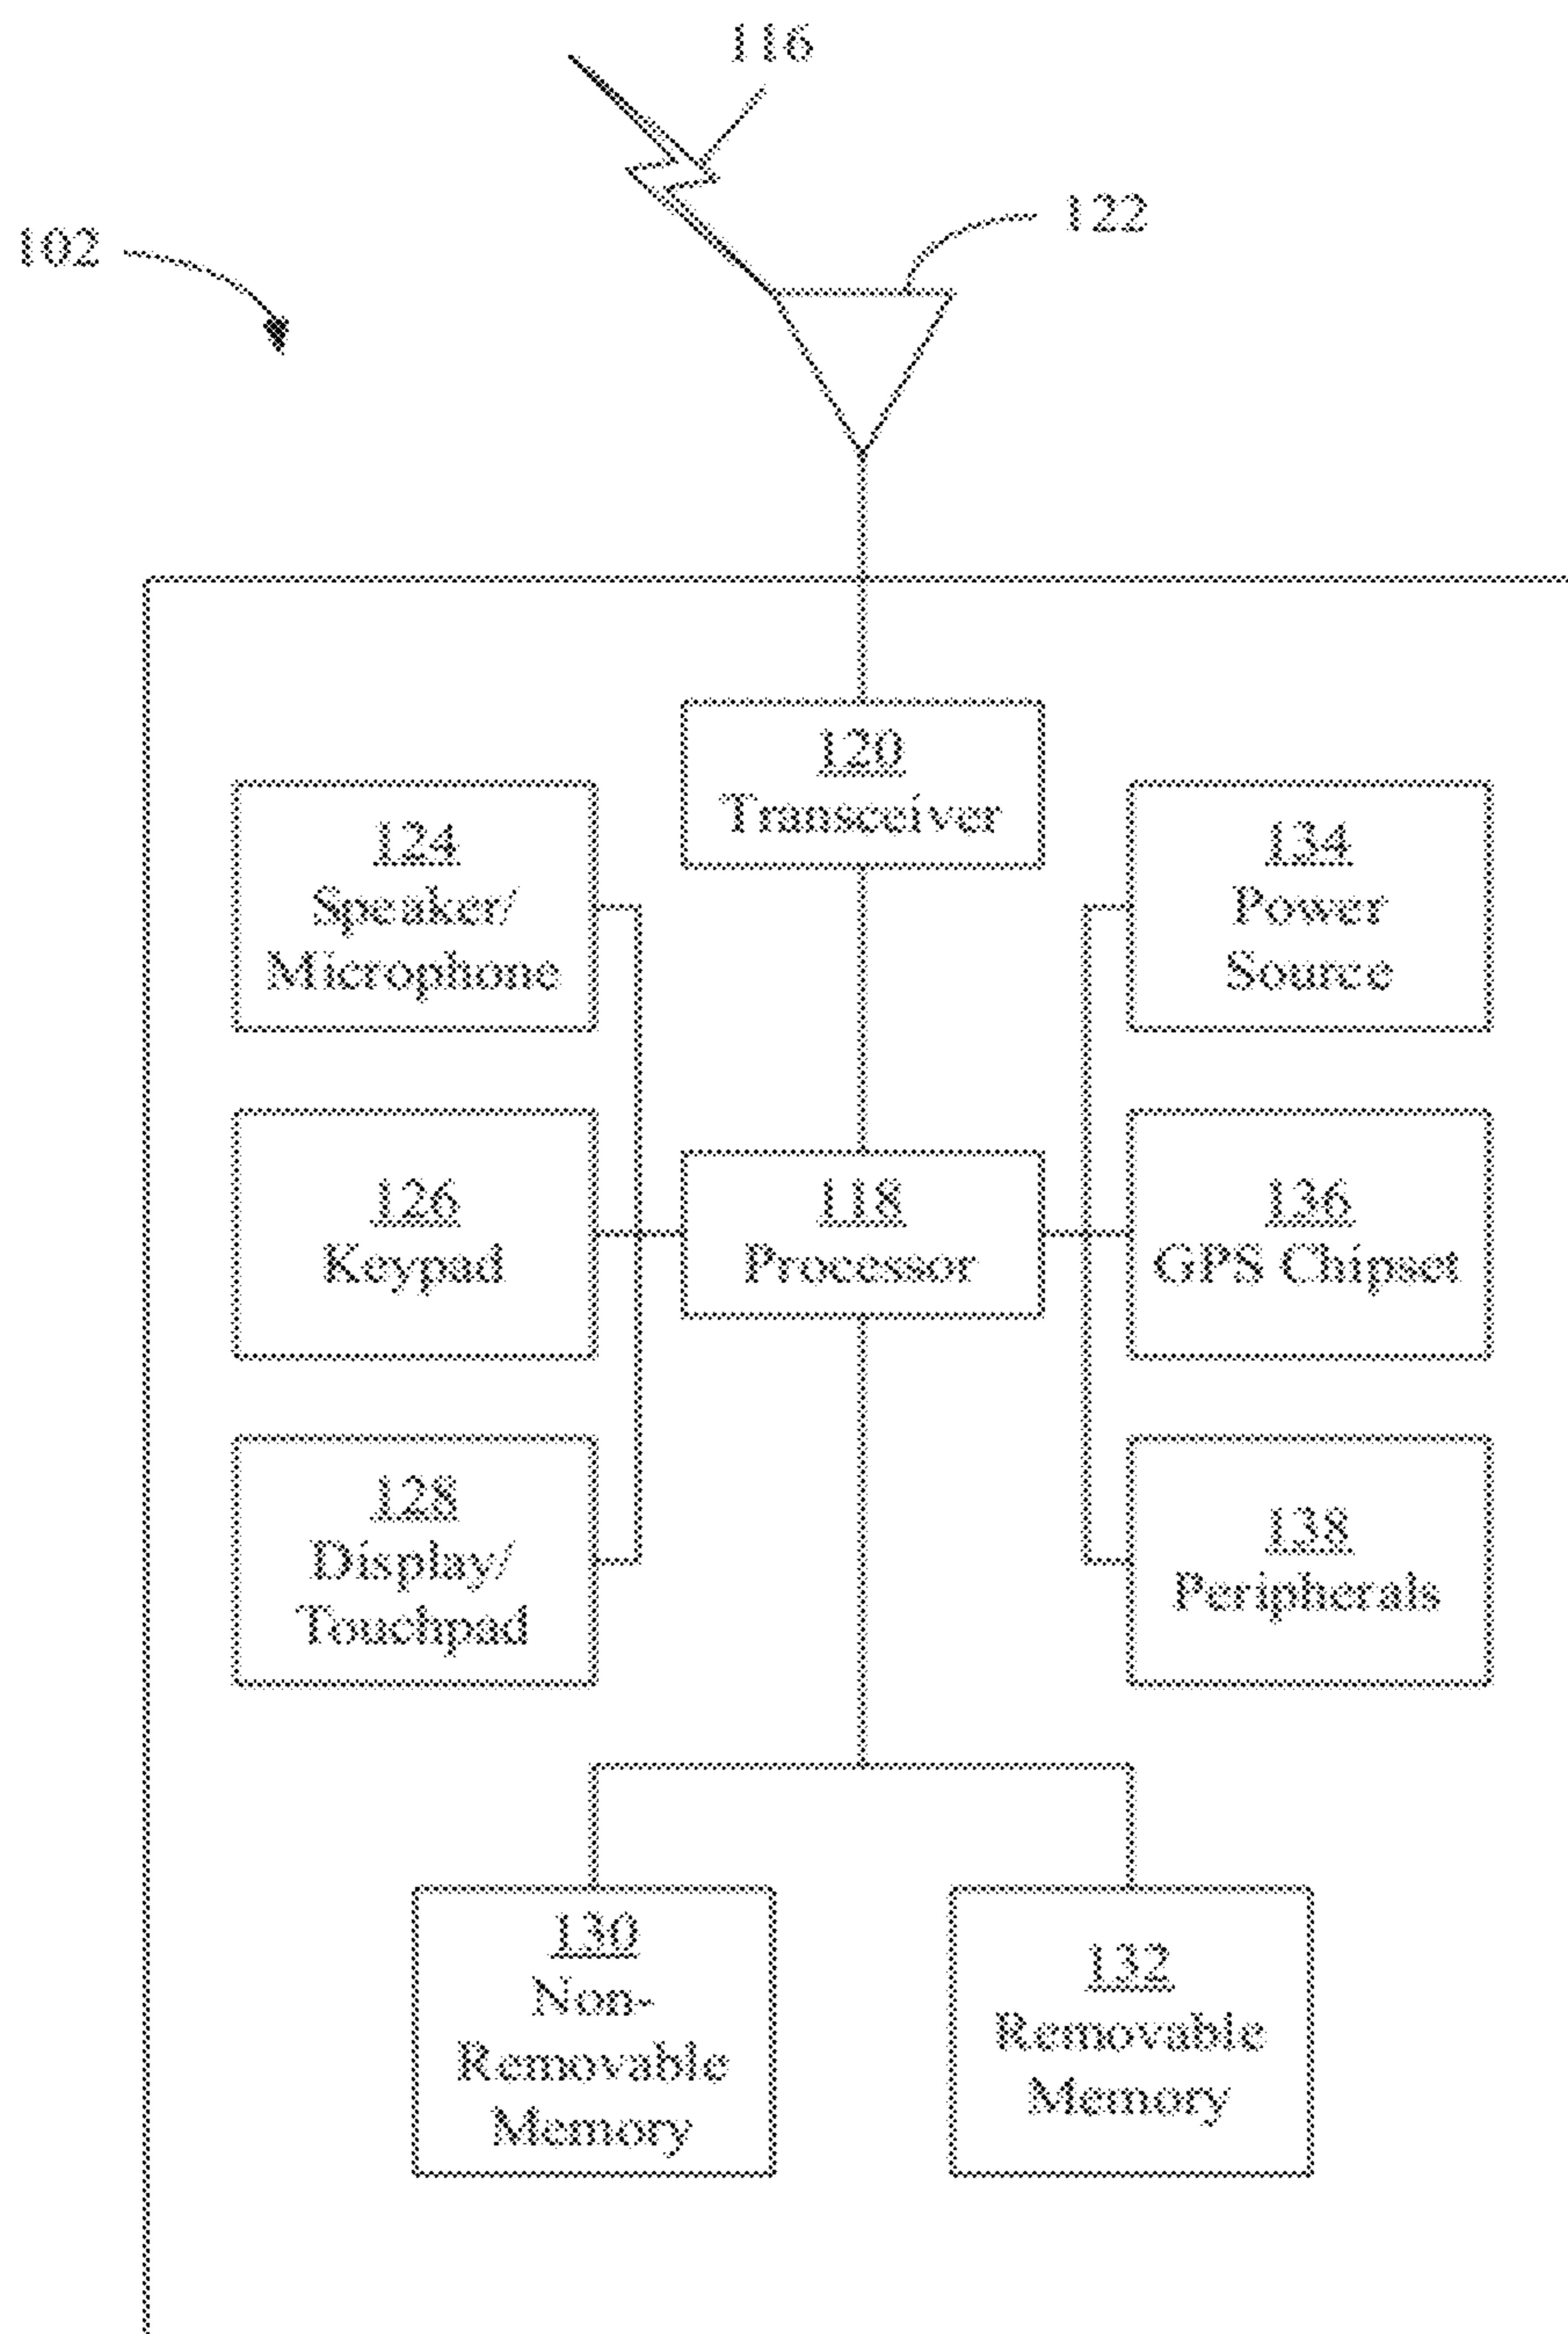 116
122
102
120
Transceiver
124
Speaker/
Microphone
134
Power
Source
126
Keypad
118
Processor
136
GPS Chipset
128
Display/
Touchpad
138
Peripherals
130
Non-
Removable
Memory
132
Removable
Memory